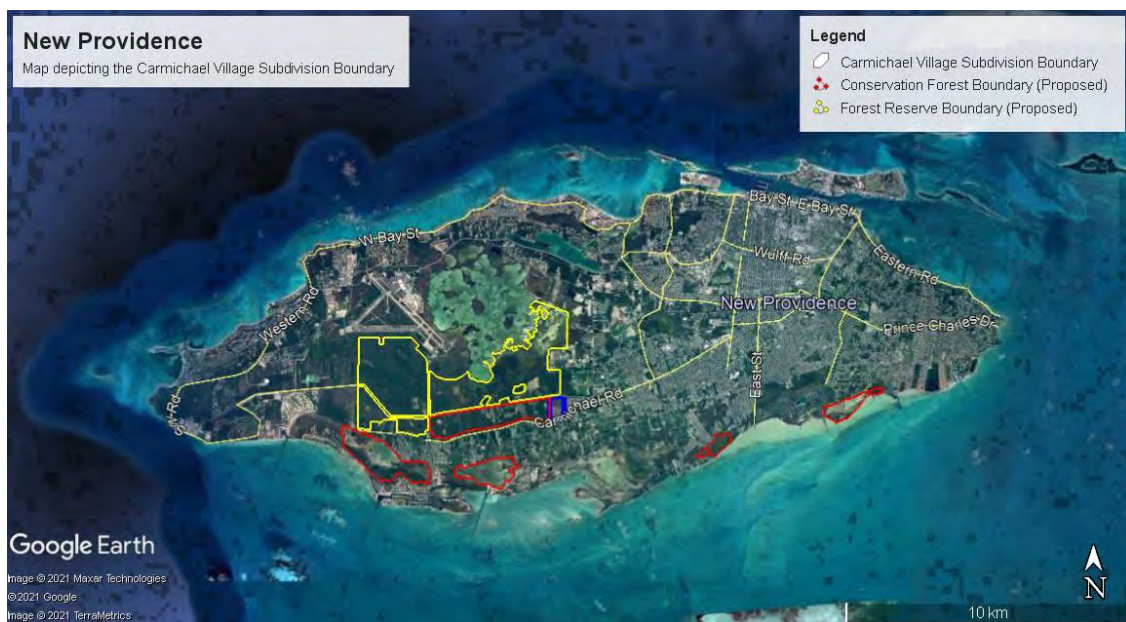 New Providence
Map depicting the Carmichael Village Subdivision Boundary
Legend
Carmichael Village Subdivision Boundary
Conservation Forest Boundary (Proposed)
Forest Reserve Boundary (Proposed)
Bay St
E Bay St
W Bay St
Wulff Rd
Eastern Rd
Western Rd
New Providence
Prince Charles Dr
East St
Carmichael Rd
Google Earth
Image © 2021 Maxar Technologies
©2021 Google
Image © 2021 TerraMetrics
N
10 km